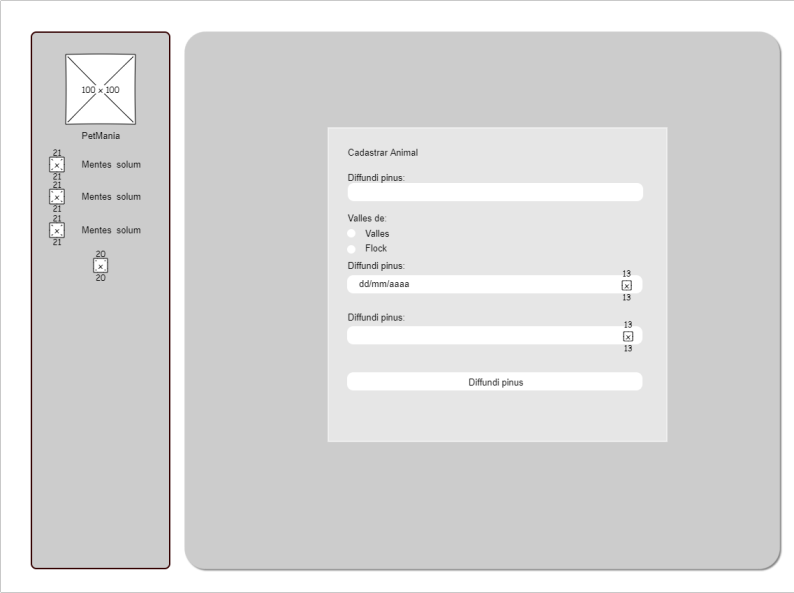 100 x 100
PetMania
21
Mentes solum
21
21
Mentes solum
21
21
Mentes solum
21
20
20
Cadastrar Animal
Diffundi pinus:
Valles de:
Valles
Flock
Diffundi pinus:
13
dd/mm/aaaa
13
Diffundi pinus:
13
13
Diffundi pinus